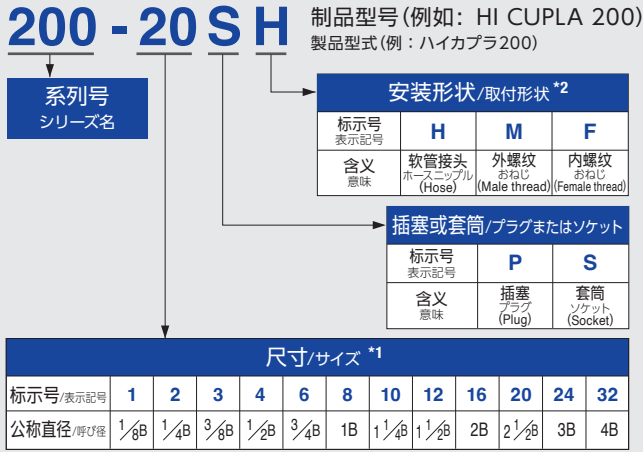 200 - 20 S H 制品型号(例如: HI CUPLA 200)
製品型式(例：ハイカプラ200)
系列号
シリーズ名
安装形状/取付形状 *2
标示号 H M F
表示記号
含义 软管接头 外螺纹 内螺纹
意味 ホースニップル おねじ おねじ
(Hose) (Male thread) (Female thread)
插塞或套筒/プラグまたはソケット
标示号 P S
表示記号
含义 插塞 套筒
意味 プラグ ソケット
(Plug) (Socket)
尺寸/サイズ *1
标示号/表示記号 1 2 3 4 6 8 10 12 16 20 24 32
公称直径/呼び径 1/8B 1/4B 3/8B 1/2B 3/4B 1B 1 1/4B 1 1/2B 2B 2 1/2B 3B 4B